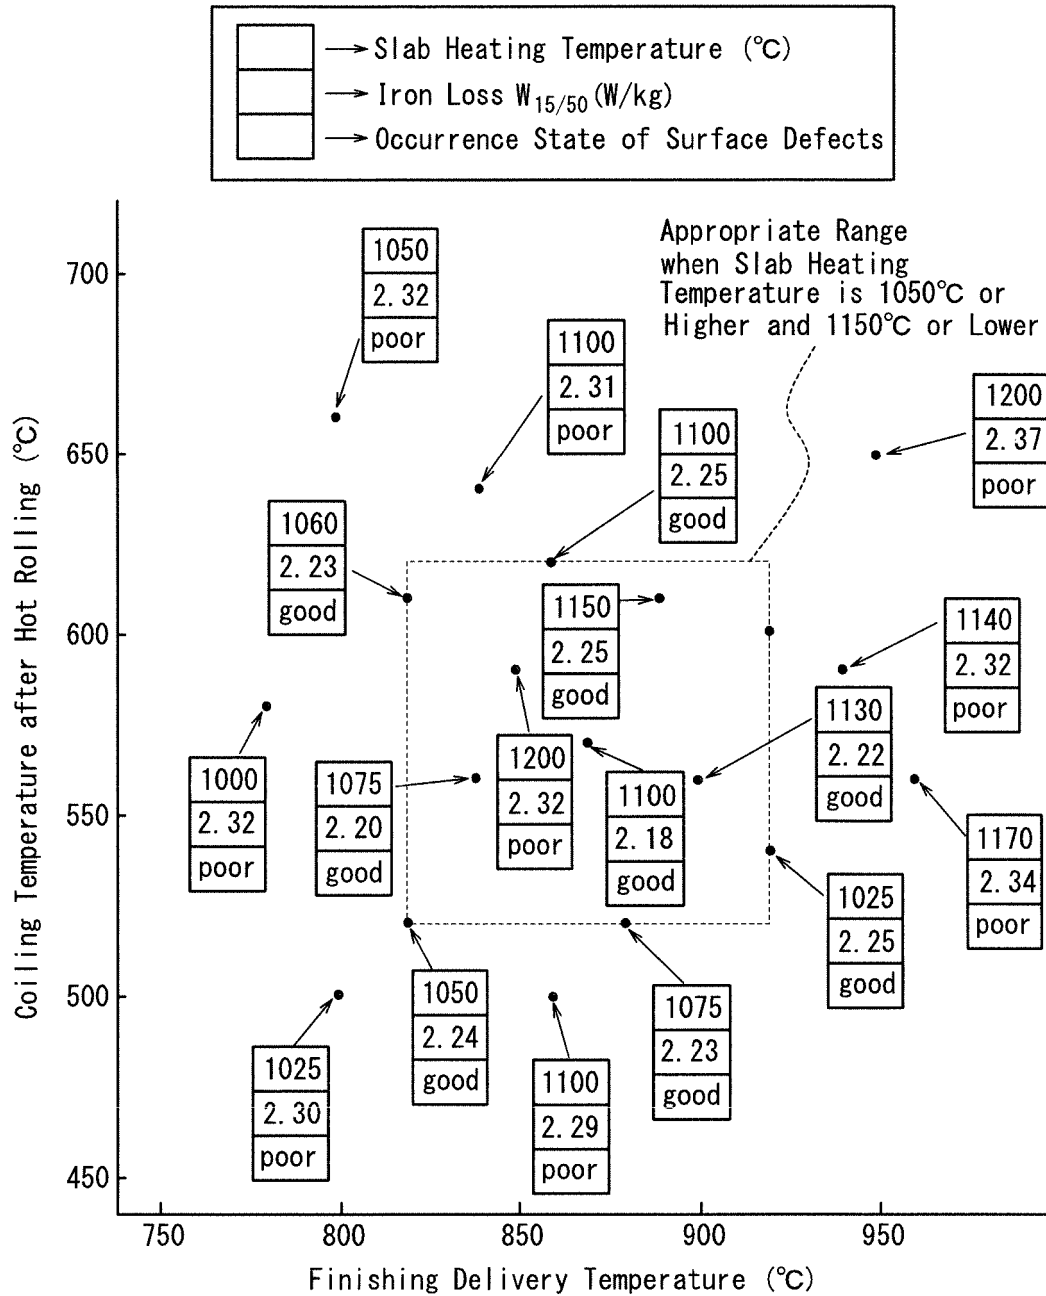 Slab Heating Temperature (℃)
Iron Loss W15/50(W/kg)
Occurrence State of Surface Defects
Appropriate Range
when Slab Heating
Temperature is 1050℃ or
Higher and 1150℃ or Lower
Coiling Temperature after Hot Rolling (℃)
700
650
600
550
500
450
1050
2.32
poor
1100
2.31
poor
1100
2.25
good
1200
2.37
poor
1060
2.23
good
1150
2.25
good
1140
2.32
poor
1130
2.22
good
1000
2.32
poor
1075
2.20
good
1200
2.32
poor
1100
2.18
good
1170
2.34
poor
1025
2.25
good
1050
2.24
good
1075
2.23
good
1025
2.30
poor
1100
2.29
poor
750
800
850
900
950
Finishing Delivery Temperature (℃)